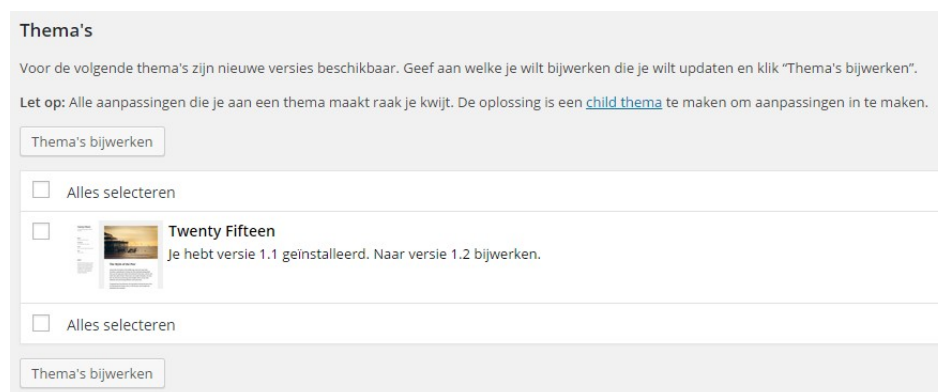 Thema's
Voor de volgende thema's zijn nieuwe versies beschikbaar. Geef aan welke je wilt bijwerken die je wilt updaten en klik “Thema's bijwerken”.
Let op: Alle aanpassingen die je aan een thema maakt raak je kwijt. De oplossing is een child thema te maken om aanpassingen in te maken.
Thema's bijwerken
Alles selecteren
Twenty Fifteen
Je hebt versie 1.1 geïnstalleerd. Naar versie 1.2 bijwerken.
Alles selecteren
Thema's bijwerken